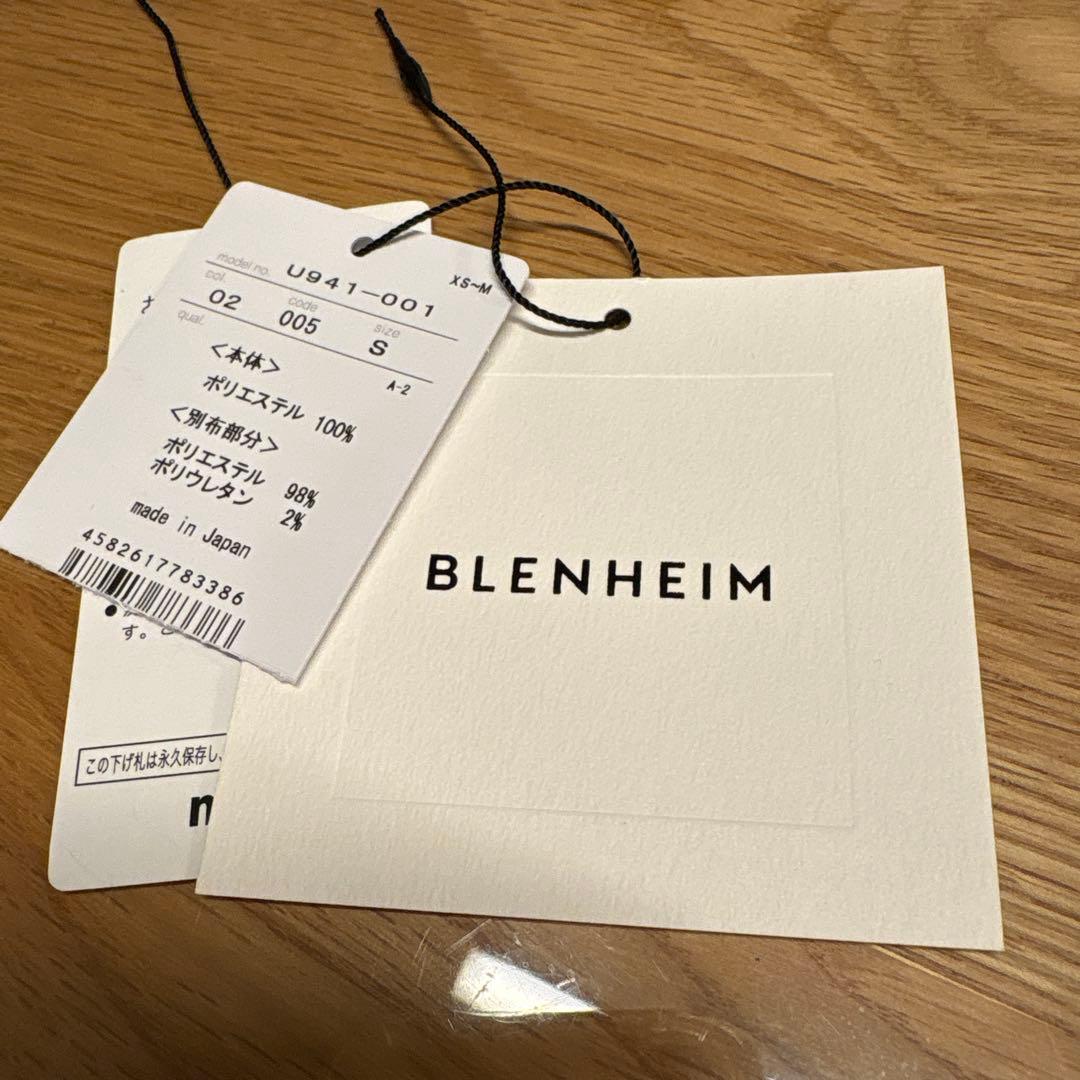 model no. U941-001 XS~M
col. 02 code 005 size S
qual. A-2
<本体>
ポリエステル 100%
<別布部分>
ポリエステル 98%
ポリウレタン 2%
made in Japan
4582617783386
す。
この下げ札は永久保存し、
BLENHEIM